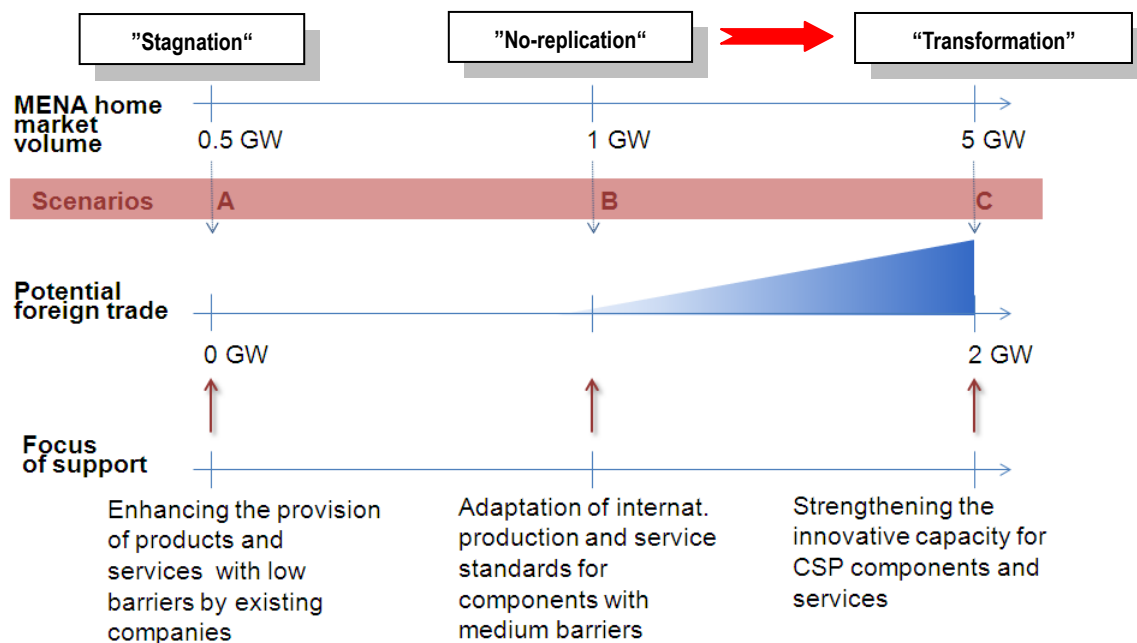 ”Stagnation“
”No-replication“
“Transformation”
MENA home
market
volume
0.5 GW
1 GW
5 GW
Scenarios
A
B
C
Potential
foreign trade
0 GW
2 GW
Focus
of support
Enhancing the provision
of products and
services with low
barriers by existing
companies
Adaptation of internat.
production and service
standards for
components with
medium barriers
Strengthening the
innovative capacity for
CSP components and
services